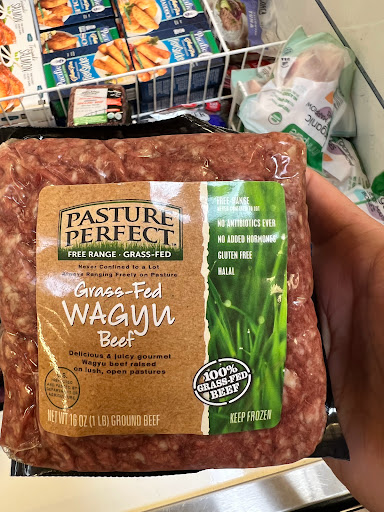 PASTURE
PERFECT
FREE RANGE · GRASS-FED
Never Confined to a Lot
Always Ranging Freely on Pasture
Grass-Fed
WAGYU
Beef
Delicious & juicy gourmet
Wagyu beef raised
on lush, open pastures
NET WT 16 OZ (1 LB) GROUND BEEF
FREE-RANGE
NO ANTIBIOTICS EVER
NO ADDED HORMONES
GLUTEN FREE
HALAL
100%
GRASS-FED
BEEF
KEEP FROZEN
organic